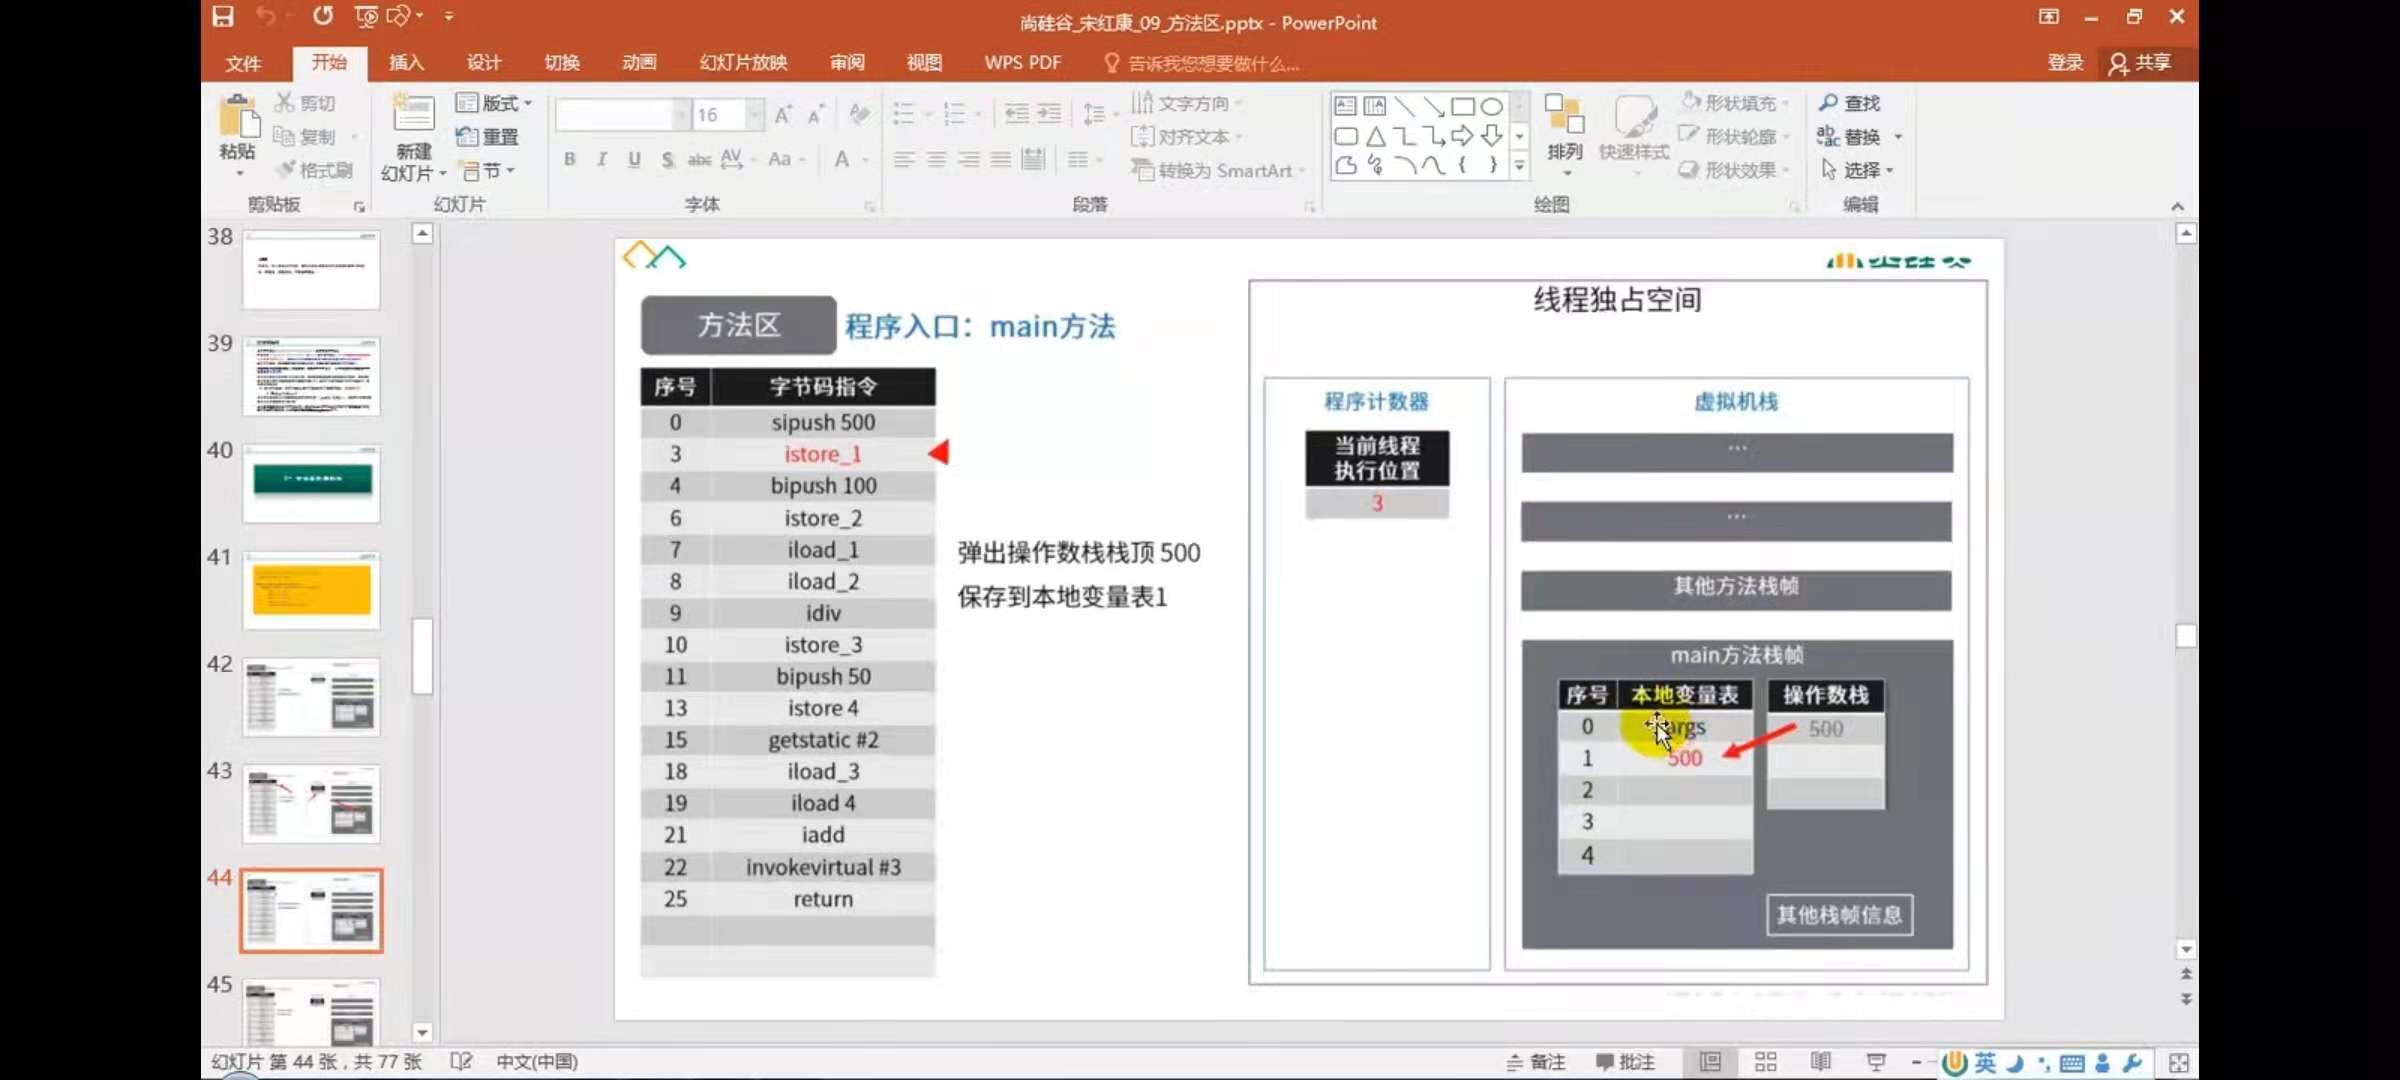 尚硅谷_宋红康_09_方法区.pptx - PowerPoint
文件 开始 插入 设计 切换 动画 幻灯片放映 审阅 视图 WPS PDF 告诉我您想要做什么... 登录 共享
粘贴 剪切 复制 格式刷
新建 幻灯片 版式 重置 节
16
B I U S abc AV Aa A
文字方向
对齐文本
转换为 SmartArt
排列 快速样式
形状填充
形状轮廓
形状效果
查找
替换
选择
剪贴板 幻灯片 字体 段落 绘图 编辑
38
39
40
41
42
43
44
45
方法区 程序入口：main方法
序号 字节码指令
0 sipush 500
3 istore_1
4 bipush 100
6 istore_2
7 iload_1
8 iload_2
9 idiv
10 istore_3
11 bipush 50
13 istore 4
15 getstatic #2
18 iload_3
19 iload 4
21 iadd
22 invokevirtual #3
25 return
弹出操作数栈栈顶 500
保存到本地变量表1
线程独占空间
程序计数器
当前线程
执行位置
3
虚拟机栈
...
...
其他方法栈帧
main方法栈帧
序号 本地变量表 操作数栈
0 args 500
1 500
2
3
4
其他栈帧信息
幻灯片 第 44 张，共 77 张 中文(中国) 备注 批注 英